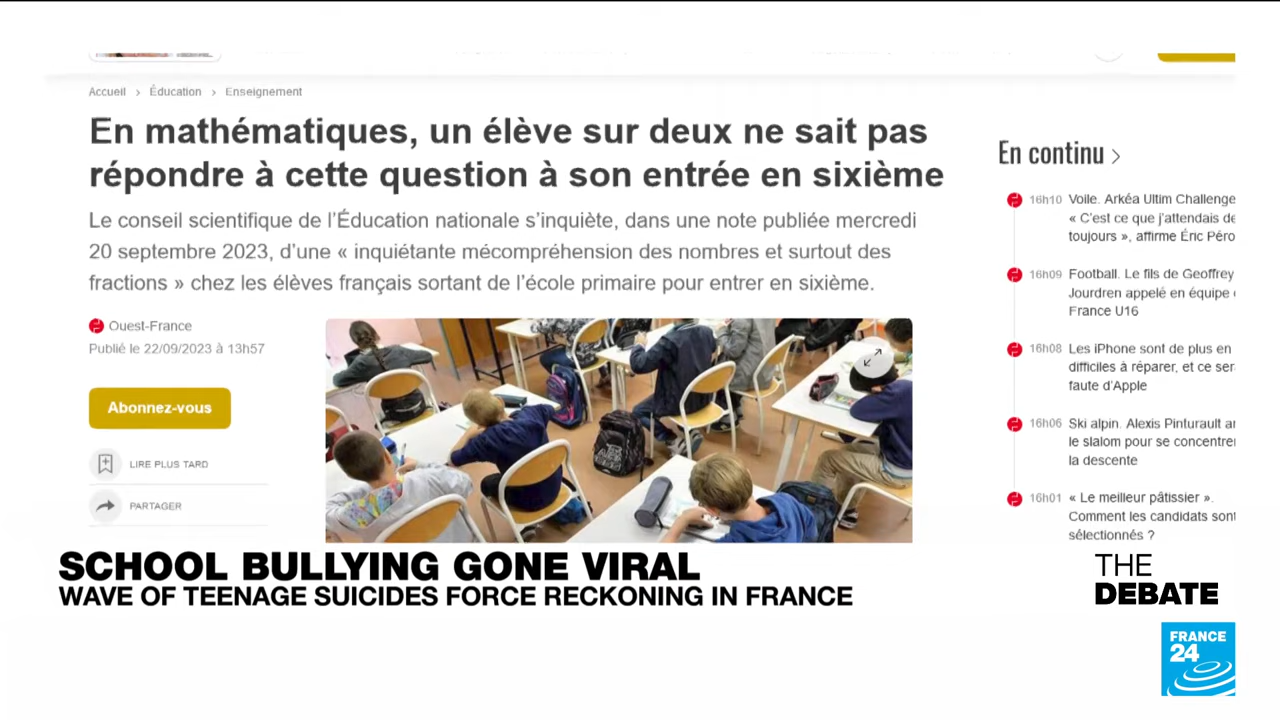 Accueil > Éducation > Enseignement
En mathématiques, un élève sur deux ne sait pas
répondre à cette question à son entrée en sixième
Le conseil scientifique de l'Éducation nationale s'inquiète, dans une note publiée mercredi
20 septembre 2023, d'une « inquiétante mécompréhension des nombres et surtout des
fractions » chez les élèves français sortant de l'école primaire pour entrer en sixième.
Ouest-France
Publié le 22/09/2023 à 13h57
Abonnez-vous
LIRE PLUS TARD
PARTAGER
En continu >
16h10 Voile. Arkéa Ultim Challenge
« C'est ce que j'attendais de
toujours », affirme Éric Péro
16h09 Football. Le fils de Geoffrey
Jourdren appelé en équipe
France U16
16h08 Les iPhone sont de plus en
difficiles à réparer, et ce ser
faute d'Apple
16h06 Ski alpin. Alexis Pinturault ar
le slalom pour se concentrer
la descente
16h01 « Le meilleur pâtissier ».
Comment les candidats sont
sélectionnés ?
SCHOOL BULLYING GONE VIRAL
WAVE OF TEENAGE SUICIDES FORCE RECKONING IN FRANCE
THE
DEBATE
FRANCE
24